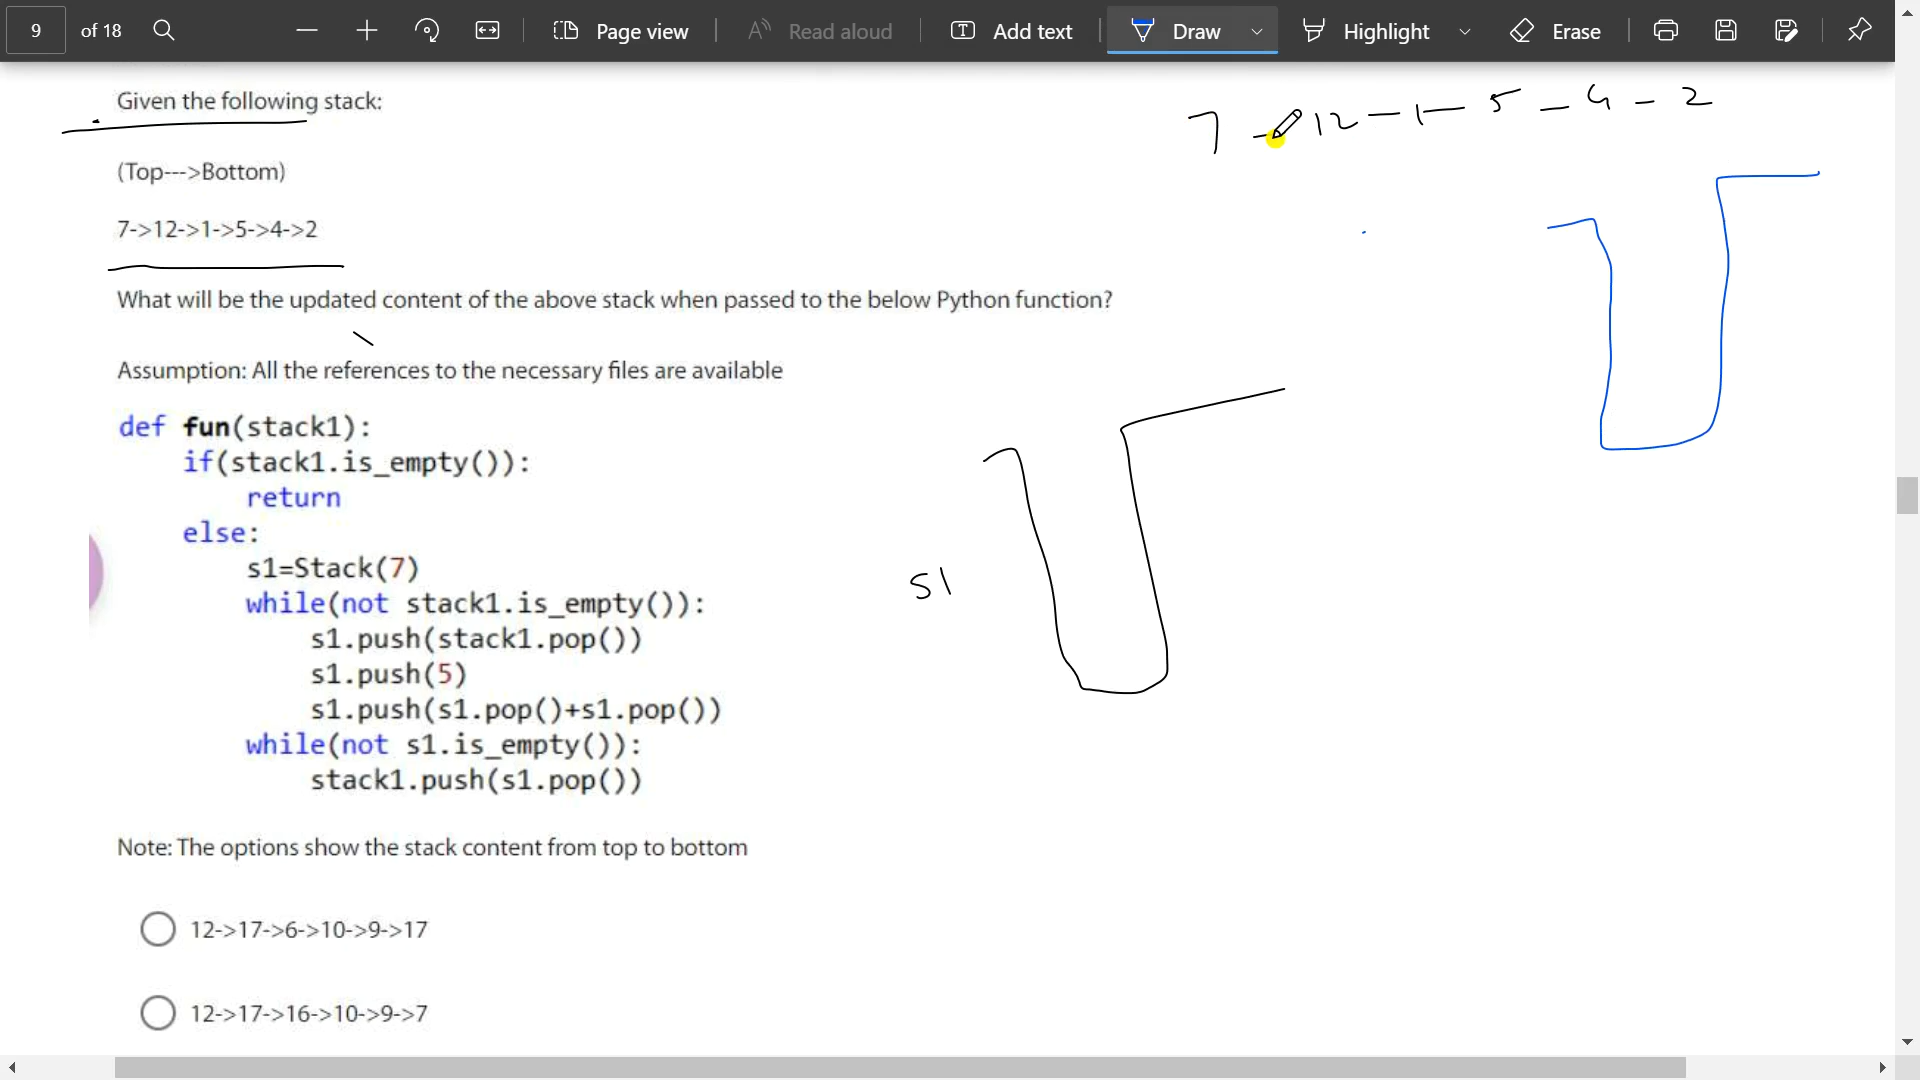 9 of 18 Page view Read aloud Add text Draw Highlight Erase
Given the following stack:
7 - 12 - 1 - 5 - 4 - 2
(Top--->Bottom)
7->12->1->5->4->2
What will be the updated content of the above stack when passed to the below Python function?
Assumption: All the references to the necessary files are available
def fun(stack1):
if(stack1.is_empty()):
return
else:
s1=Stack(7)
S1
while(not stack1.is_empty()):
s1.push(stack1.pop())
s1.push(5)
s1.push(s1.pop()+s1.pop())
while(not s1.is_empty()):
stack1.push(s1.pop())
Note: The options show the stack content from top to bottom
12->17->6->10->9->17
12->17->16->10->9->7